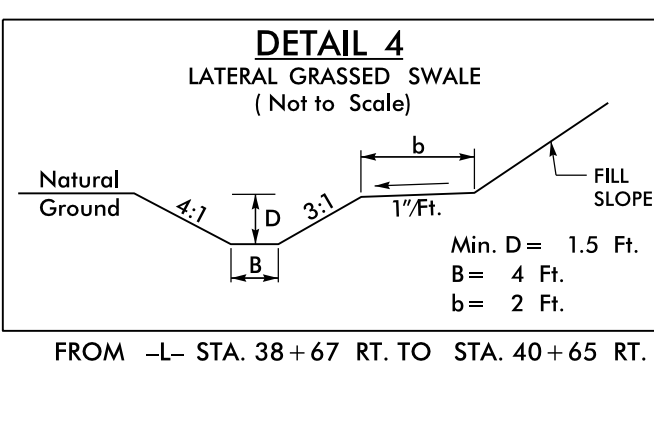 DETAIL 4
LATERAL GRASSED SWALE
( Not to Scale)
b
Natural
Ground
4:1
D
3:1
1"/Ft.
FILL
SLOPE
B
Min. D = 1.5 Ft.
B = 4 Ft.
b = 2 Ft.
FROM -L- STA. 38+67 RT. TO STA. 40+65 RT.